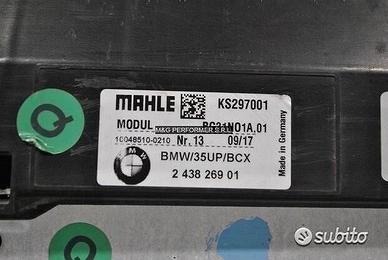 MAHLE KS297001
MODUL
M&G PERFORMER S.R.L.
10048510-0210 Nr. 13 09/17
Made in Germany
BMW/35UP/BCX
2 438 269 01
Q
Q
subito